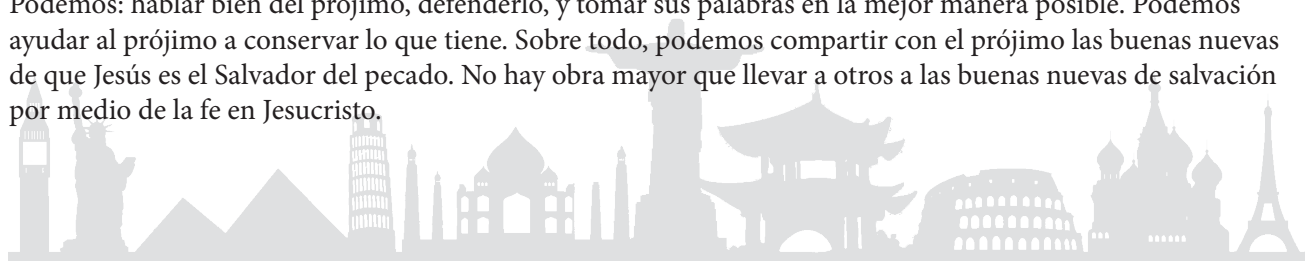 Podemos: hablar bien del prójimo, defenderlo, y tomar sus palabras en la mejor manera posible. Podemos
ayudar al prójimo a conservar lo que tiene. Sobre todo, podemos compartir con el prójimo las buenas nuevas
de que Jesús es el Salvador del pecado. No hay obra mayor que llevar a otros a las buenas nuevas de salvación
por medio de la fe en Jesucristo.